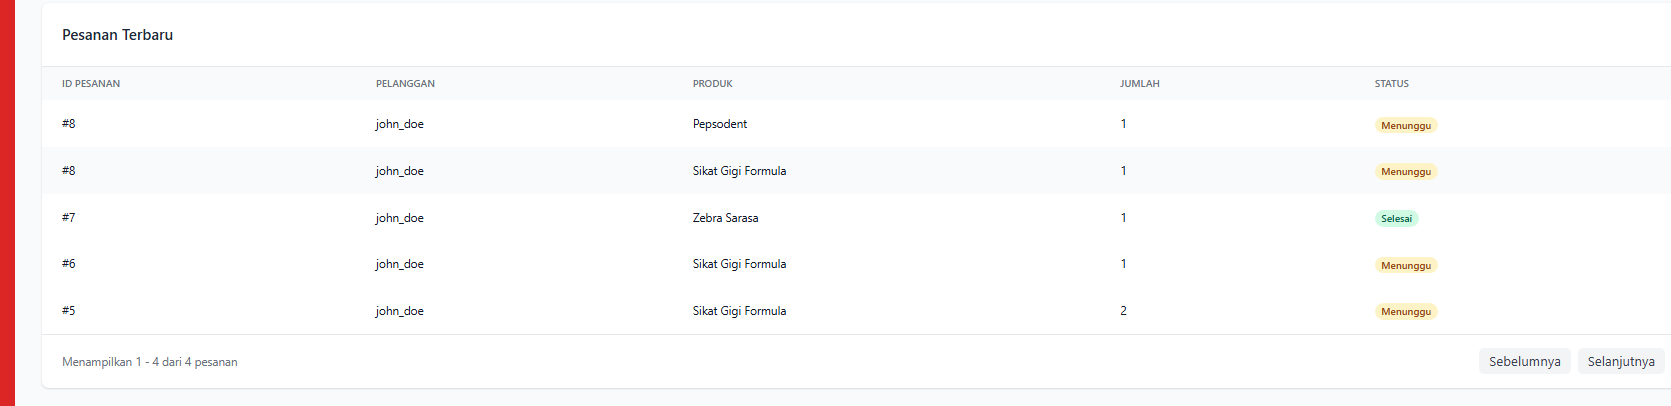 Pesanan Terbaru
ID PESANAN PELANGGAN PRODUK JUMLAH STATUS
#8 john_doe Pepsodent 1 Menunggu
#8 john_doe Sikat Gigi Formula 1 Menunggu
#7 john_doe Zebra Sarasa 1 Selesai
#6 john_doe Sikat Gigi Formula 1 Menunggu
#5 john_doe Sikat Gigi Formula 2 Menunggu
Menampilkan 1 - 4 dari 4 pesanan Sebelumnya Selanjutnya